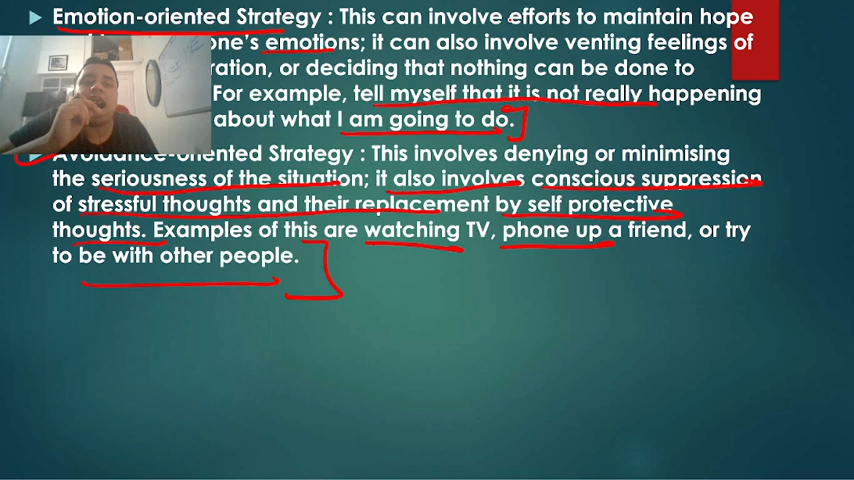 Emotion-oriented Strategy : This can involve efforts to maintain hope
one's emotions; it can also involve venting feelings of
or deciding that nothing can be done to
For example, tell myself that it is not really happening
about what I am going to do.
Avoidance-oriented Strategy : This involves denying or minimising
the seriousness of the situation; it also involves conscious suppression
of stressful thoughts and their replacement by self protective
thoughts. Examples of this are watching TV, phone up a friend, or try
to be with other people.